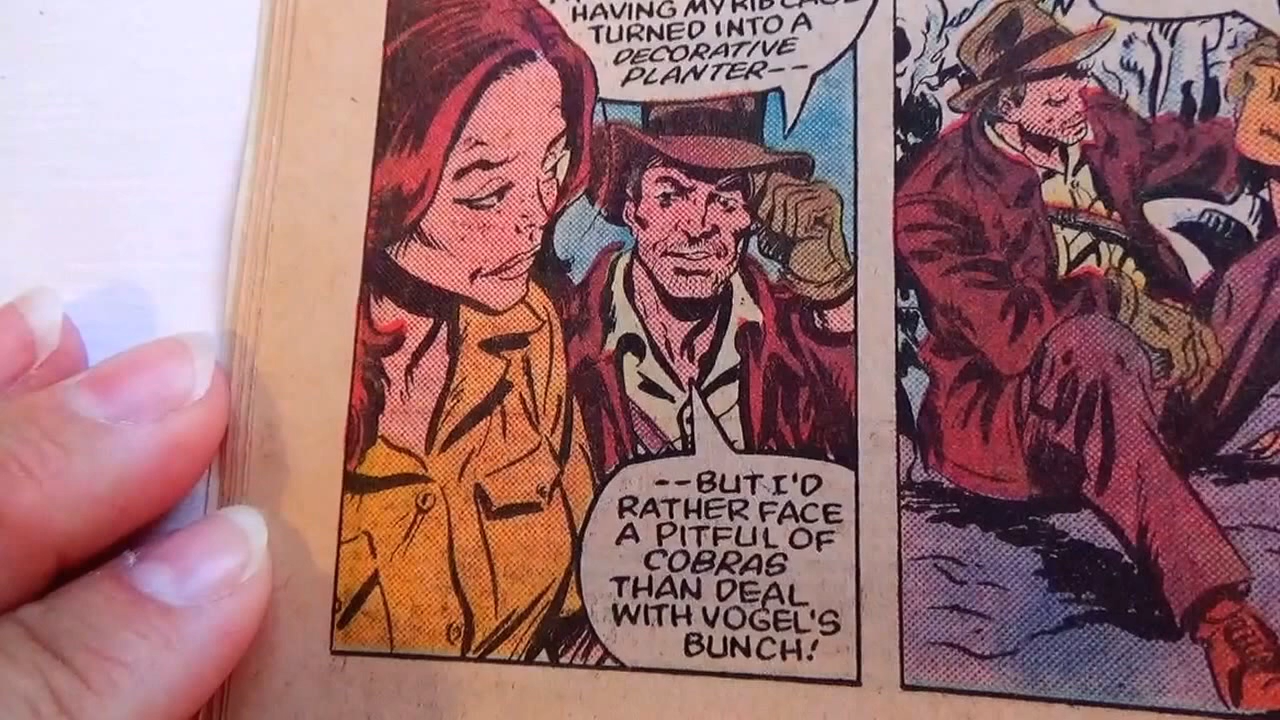 HAVING MY RIB CAGE
TURNED INTO A
DECORATIVE
PLANTER--
--BUT I'D
RATHER FACE
A PITFUL OF
COBRAS
THAN DEAL
WITH VOGEL'S
BUNCH!